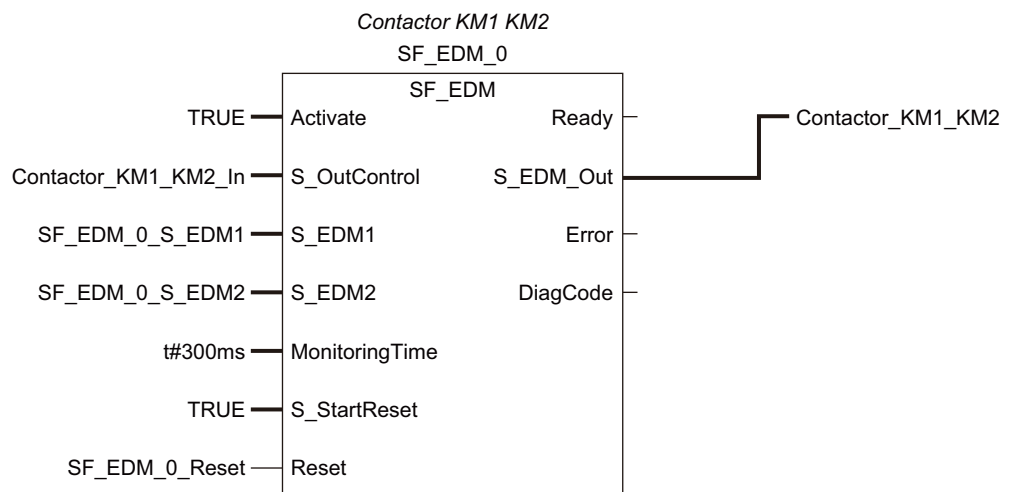 Contactor KM1 KM2
SF_EDM_0
SF_EDM
TRUE Activate Ready Contactor_KM1_KM2
Contactor_KM1_KM2_In S_OutControl S_EDM_Out
SF_EDM_0_S_EDM1 S_EDM1 Error
SF_EDM_0_S_EDM2 S_EDM2 DiagCode
t#300ms MonitoringTime
TRUE S_StartReset
SF_EDM_0_Reset Reset